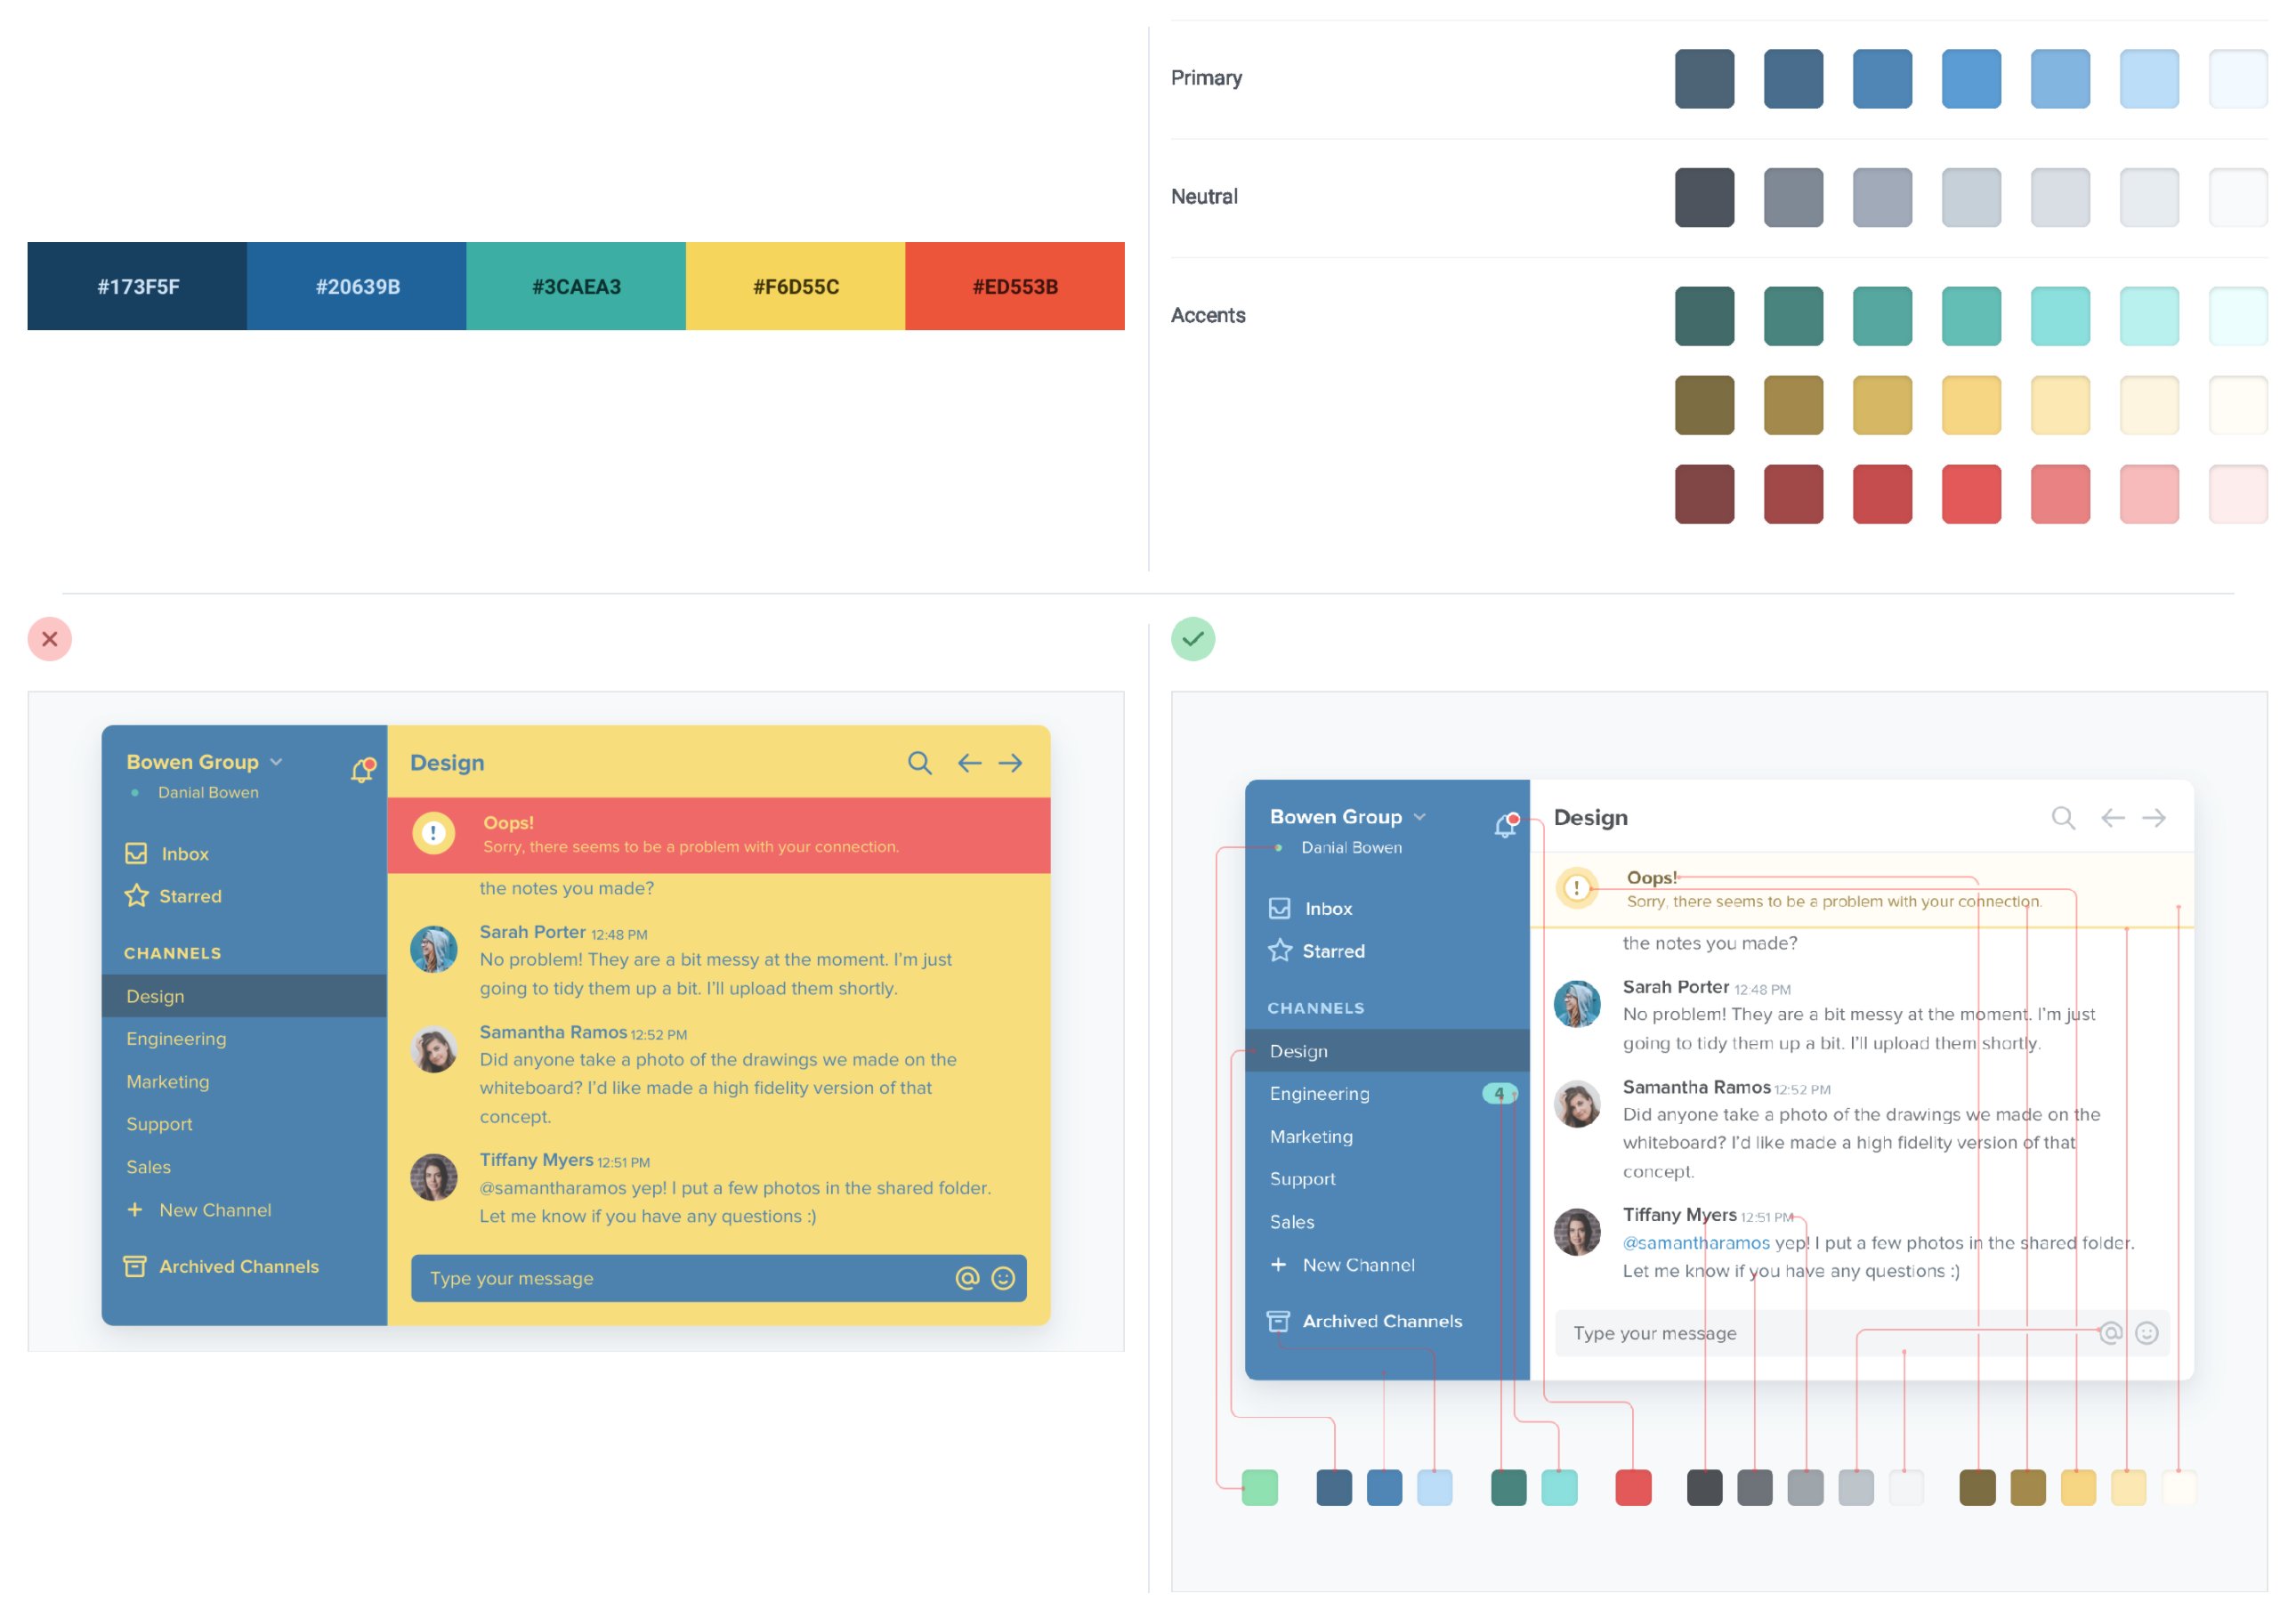 #173F5F
#20639B
#3CAEA3
#F6D55C
#ED553B
Primary
Neutral
Accents
Bowen Group
Danial Bowen
Inbox
Starred
CHANNELS
Design
Engineering
Marketing
Support
Sales
+ New Channel
Archived Channels
Design
!
Oops!
Sorry, there seems to be a problem with your connection.
the notes you made?
Sarah Porter 12:48 PM
No problem! They are a bit messy at the moment. I'm just
going to tidy them up a bit. I'll upload them shortly.
Samantha Ramos 12:52 PM
Did anyone take a photo of the drawings we made on the
whiteboard? I'd like made a high fidelity version of that
concept.
Tiffany Myers 12:51 PM
@samantharamos yep! I put a few photos in the shared folder.
Let me know if you have any questions :)
Type your message @
Bowen Group
Danial Bowen
Inbox
Starred
CHANNELS
Design
Engineering 4
Marketing
Support
Sales
+ New Channel
Archived Channels
Design
!
Oops!
Sorry, there seems to be a problem with your connection.
the notes you made?
Sarah Porter 12:48 PM
No problem! They are a bit messy at the moment. I'm just
going to tidy them up a bit. I'll upload them shortly.
Samantha Ramos 12:52 PM
Did anyone take a photo of the drawings we made on the
whiteboard? I'd like made a high fidelity version of that
concept.
Tiffany Myers 12:51 PM
@samantharamos yep! I put a few photos in the shared folder.
Let me know if you have any questions :)
Type your message @